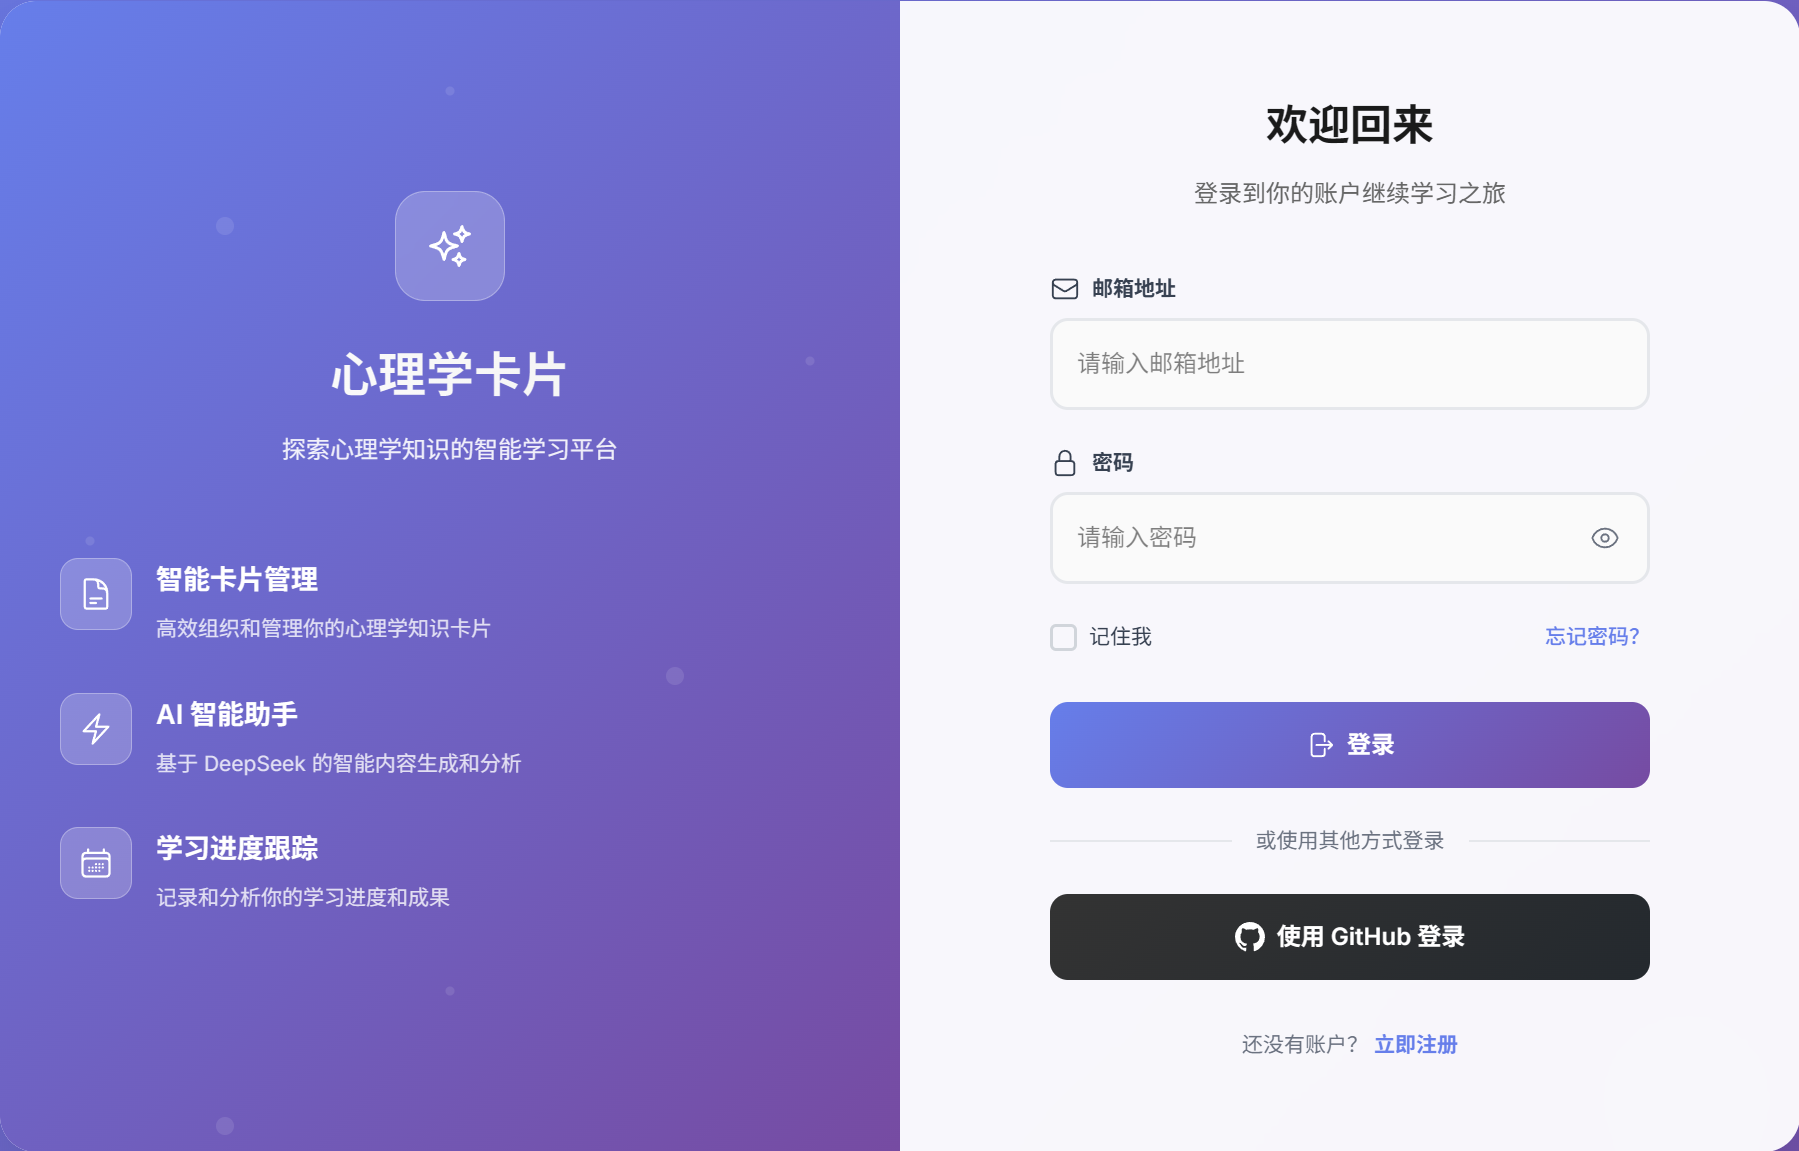 心理学卡片
探索心理学知识的智能学习平台
智能卡片管理
高效组织和管理你的心理学知识卡片
AI 智能助手
基于 DeepSeek 的智能内容生成和分析
学习进度跟踪
记录和分析你的学习进度和成果
欢迎回来
登录到你的账户继续学习之旅
邮箱地址
请输入邮箱地址
密码
请输入密码
记住我 忘记密码？
登录
或使用其他方式登录
使用 GitHub 登录
还没有账户？ 立即注册